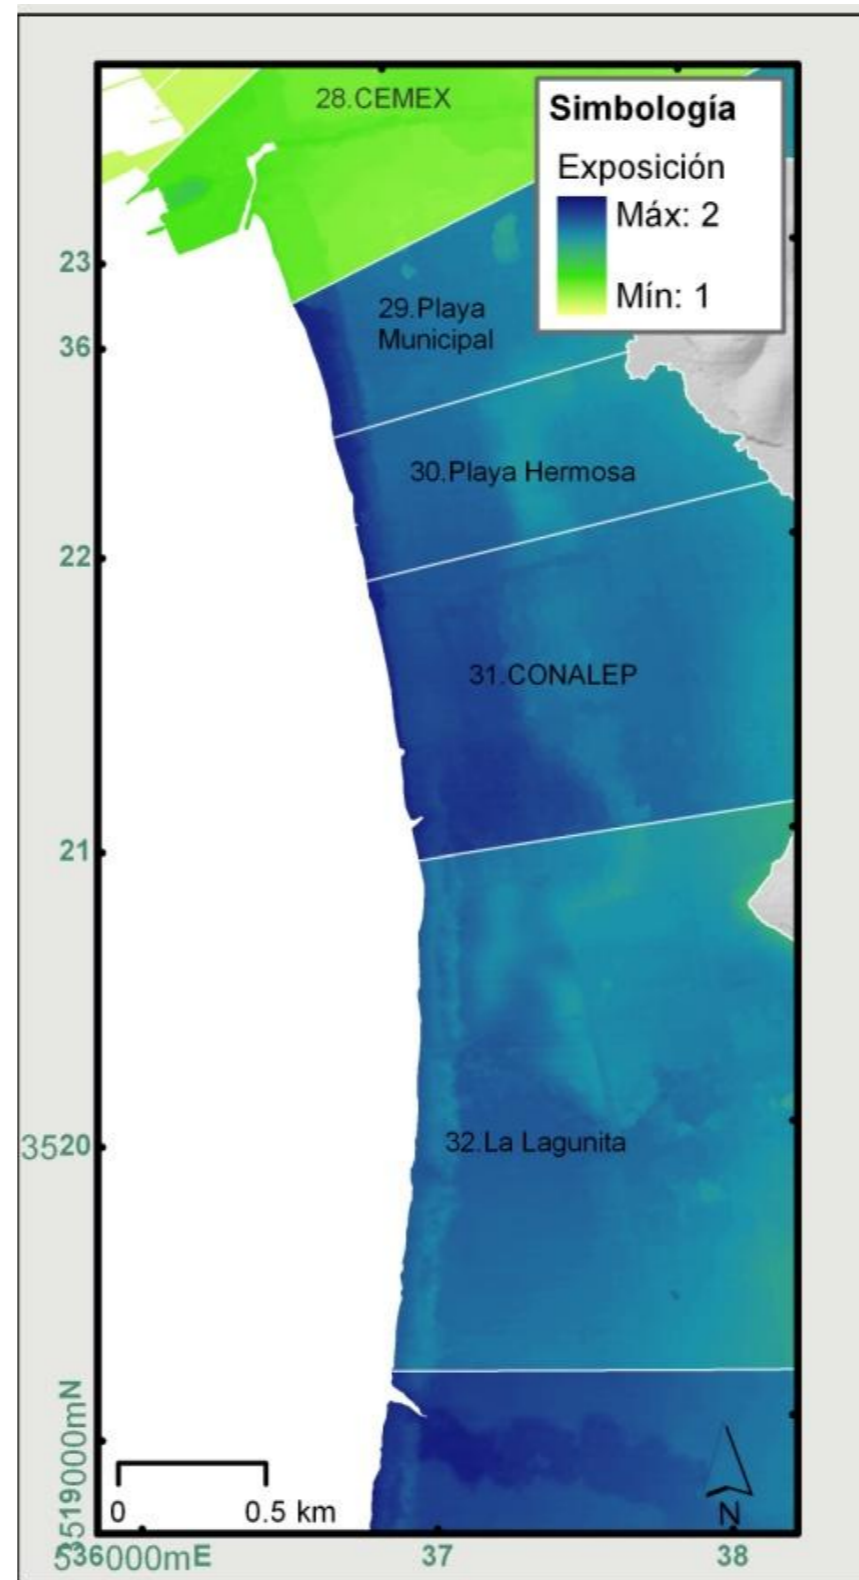 28.CEMEX
Simbología
Exposición
Máx: 2
Mín: 1
23
29.Playa
Municipal
36
30.Playa Hermosa
22
31.CONALEP
21
32.La Lagunita
3520
3519000mN
0 0.5 km
N
536000mE 37 38